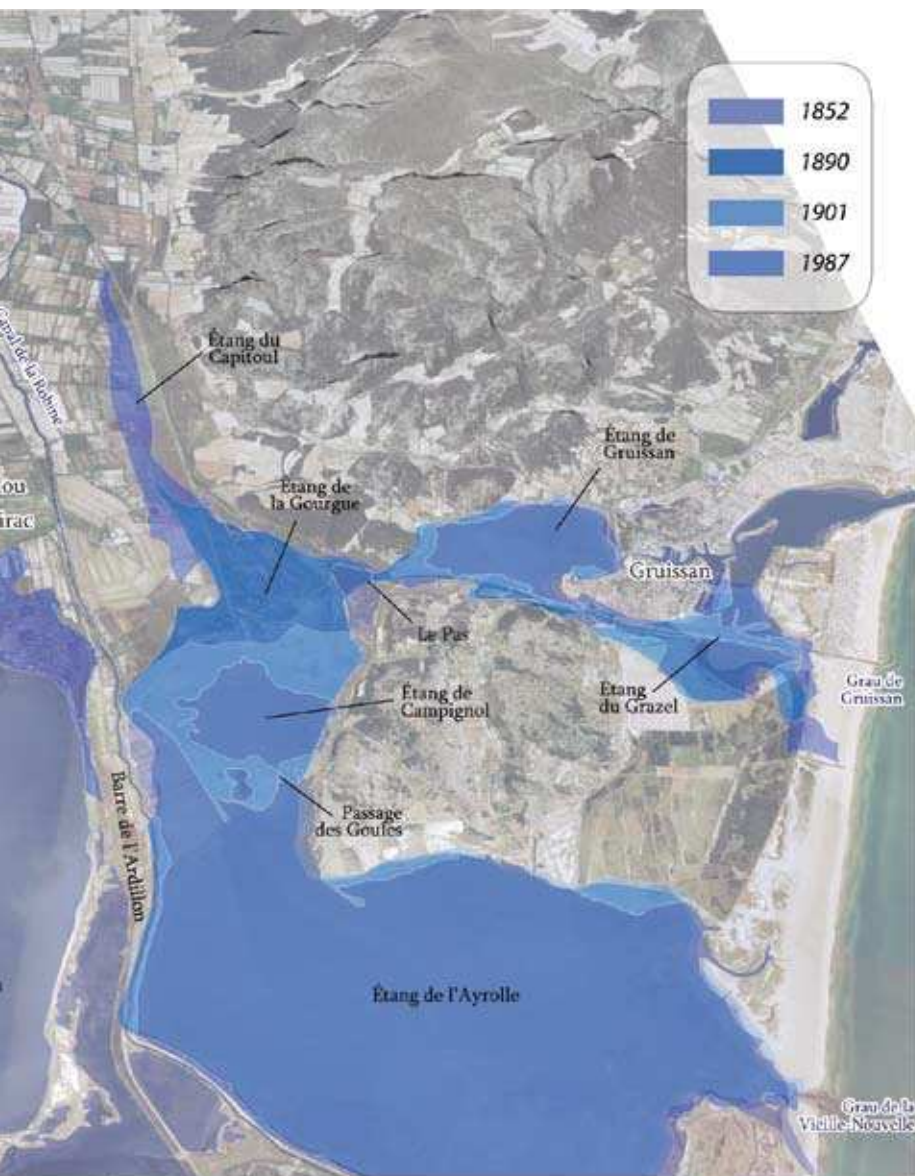 1852
1890
1901
1987
Étang du
Capitoul
Canal de la Robine
Étang de
Gruissan
Étang de
la Gourgue
ou
irac
Gruissan
Le Pas
Étang de
Campignol
Étang
du Grazel
Grau de
Gruissan
Passage
des Goules
Barre de l'Ardillon
Étang de l'Ayrolle
Grau de la
Vieille-Nouvelle